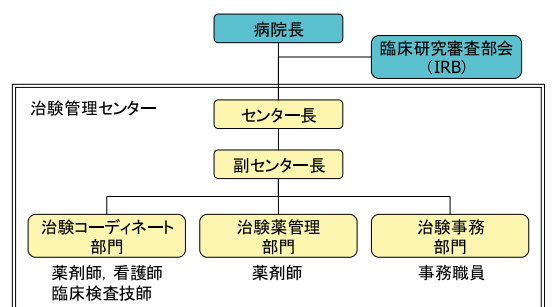 病院長
臨床研究審査部会
（IRB）
治験管理センター
センター長
副センター長
治験コーディネート
部門
治験薬管理
部門
治験事務
部門
薬剤師，看護師
臨床検査技師
薬剤師
事務職員